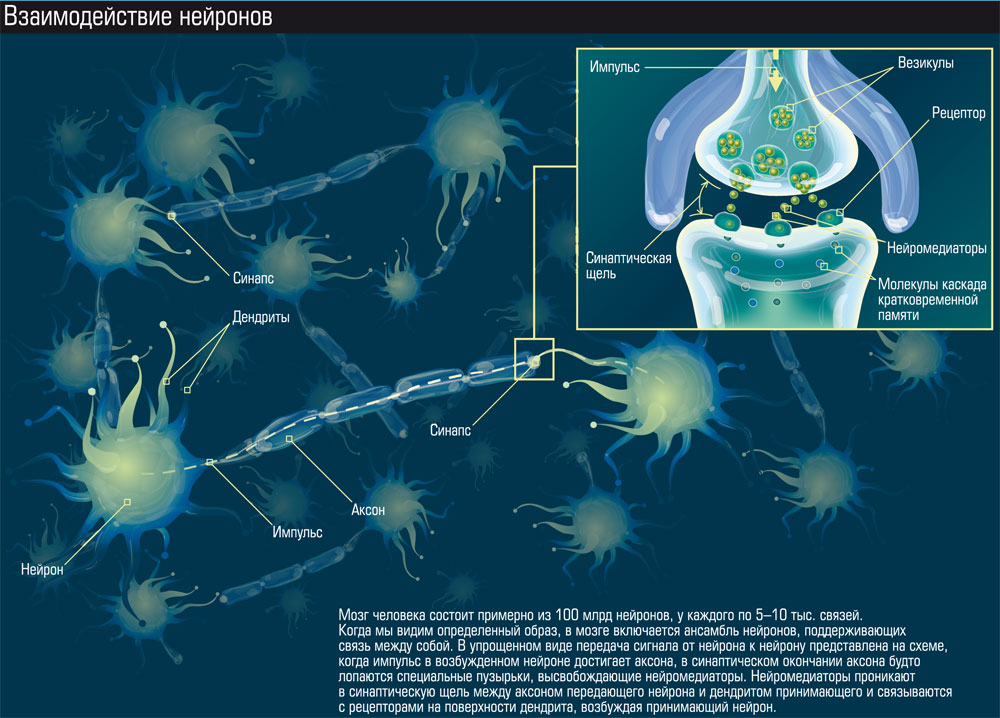 Взаимодействие нейронов
Импульс
Везикулы
Рецептор
Синаптическая
щель
Нейромедиаторы
Молекулы каскада
кратковременной
памяти
Синапс
Дендриты
Синапс
Аксон
Импульс
Нейрон
Мозг человека состоит примерно из 100 млрд нейронов, у каждого по 5–10 тыс. связей.
Когда мы видим определенный образ, в мозге включается ансамбль нейронов, поддерживающих
связь между собой. В упрощенном виде передача сигнала от нейрона к нейрону представлена на схеме,
когда импульс в возбужденном нейроне достигает аксона, в синаптическом окончании аксона будто
лопаются специальные пузырьки, высвобождающие нейромедиаторы. Нейромедиаторы проникают
в синаптическую щель между аксоном передающего нейрона и дендритом принимающего и связываются
с рецепторами на поверхности дендрита, возбуждая принимающий нейрон.